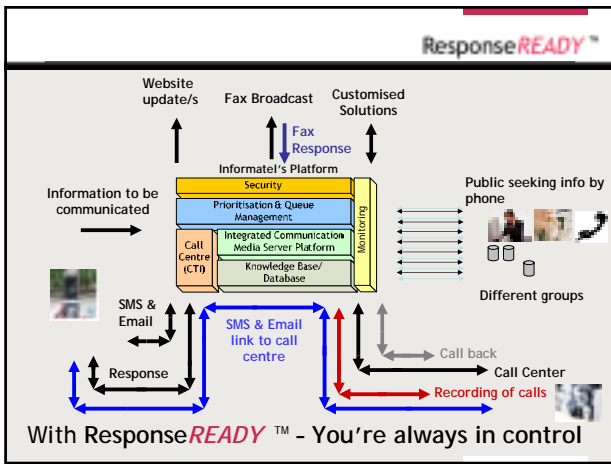 ResponseREADY ™
Website
update/s
Fax Broadcast
Customised
Solutions
Fax
Response
Informatel's Platform
Information to be
communicated
Security
Prioritisation & Queue
Management
Call
Centre
(CTI)
Integrated Communication
Media Server Platform
Knowledge Base/
Database
Monitoring
Public seeking info by
phone
Different groups
SMS &
Email
SMS & Email
link to call
centre
Response
Call back
Call Center
Recording of calls
With ResponseREADY ™ - You're always in control